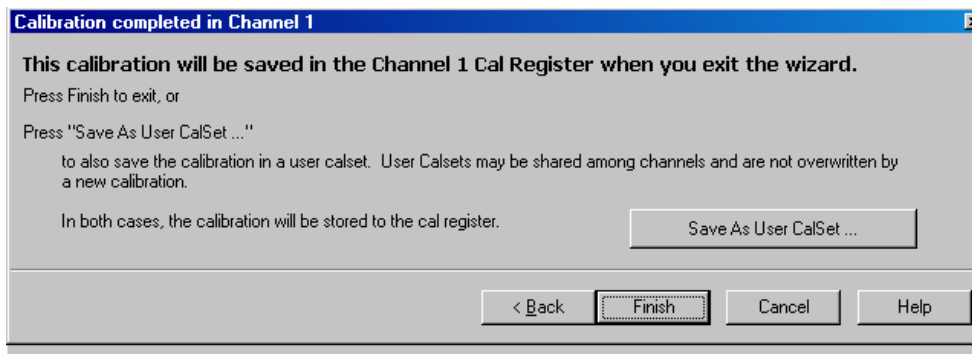 Calibration completed in Channel 1
This calibration will be saved in the Channel 1 Cal Register when you exit the wizard.
Press Finish to exit, or
Press "Save As User CalSet ..."
to also save the calibration in a user calset.  User Calsets may be shared among channels and are not overwritten by
a new calibration.
In both cases, the calibration will be stored to the cal register.
Save As User CalSet ...
< Back
Finish
Cancel
Help